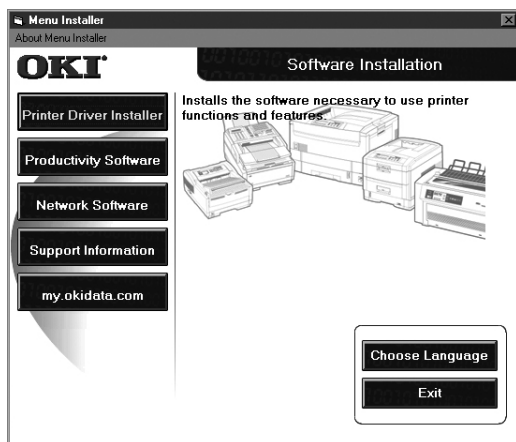 Menu Installer
About Menu Installer
OKI
Software Installation
Printer Driver Installer
Productivity Software
Network Software
Support Information
my.okidata.com
Installs the software necessary to use printer
functions and features.
Choose Language
Exit